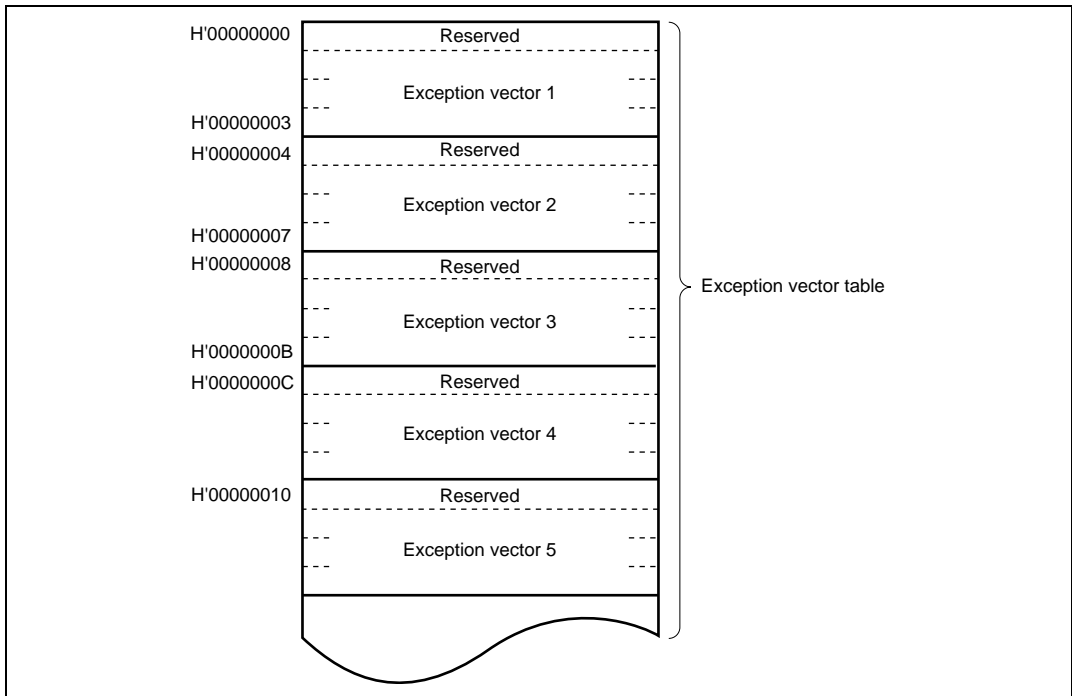 H'00000000 Reserved
Exception vector 1
H'00000003
H'00000004 Reserved
Exception vector 2
H'00000007
H'00000008 Reserved
Exception vector table
Exception vector 3
H'0000000B
H'0000000C Reserved
Exception vector 4
H'00000010 Reserved
Exception vector 5